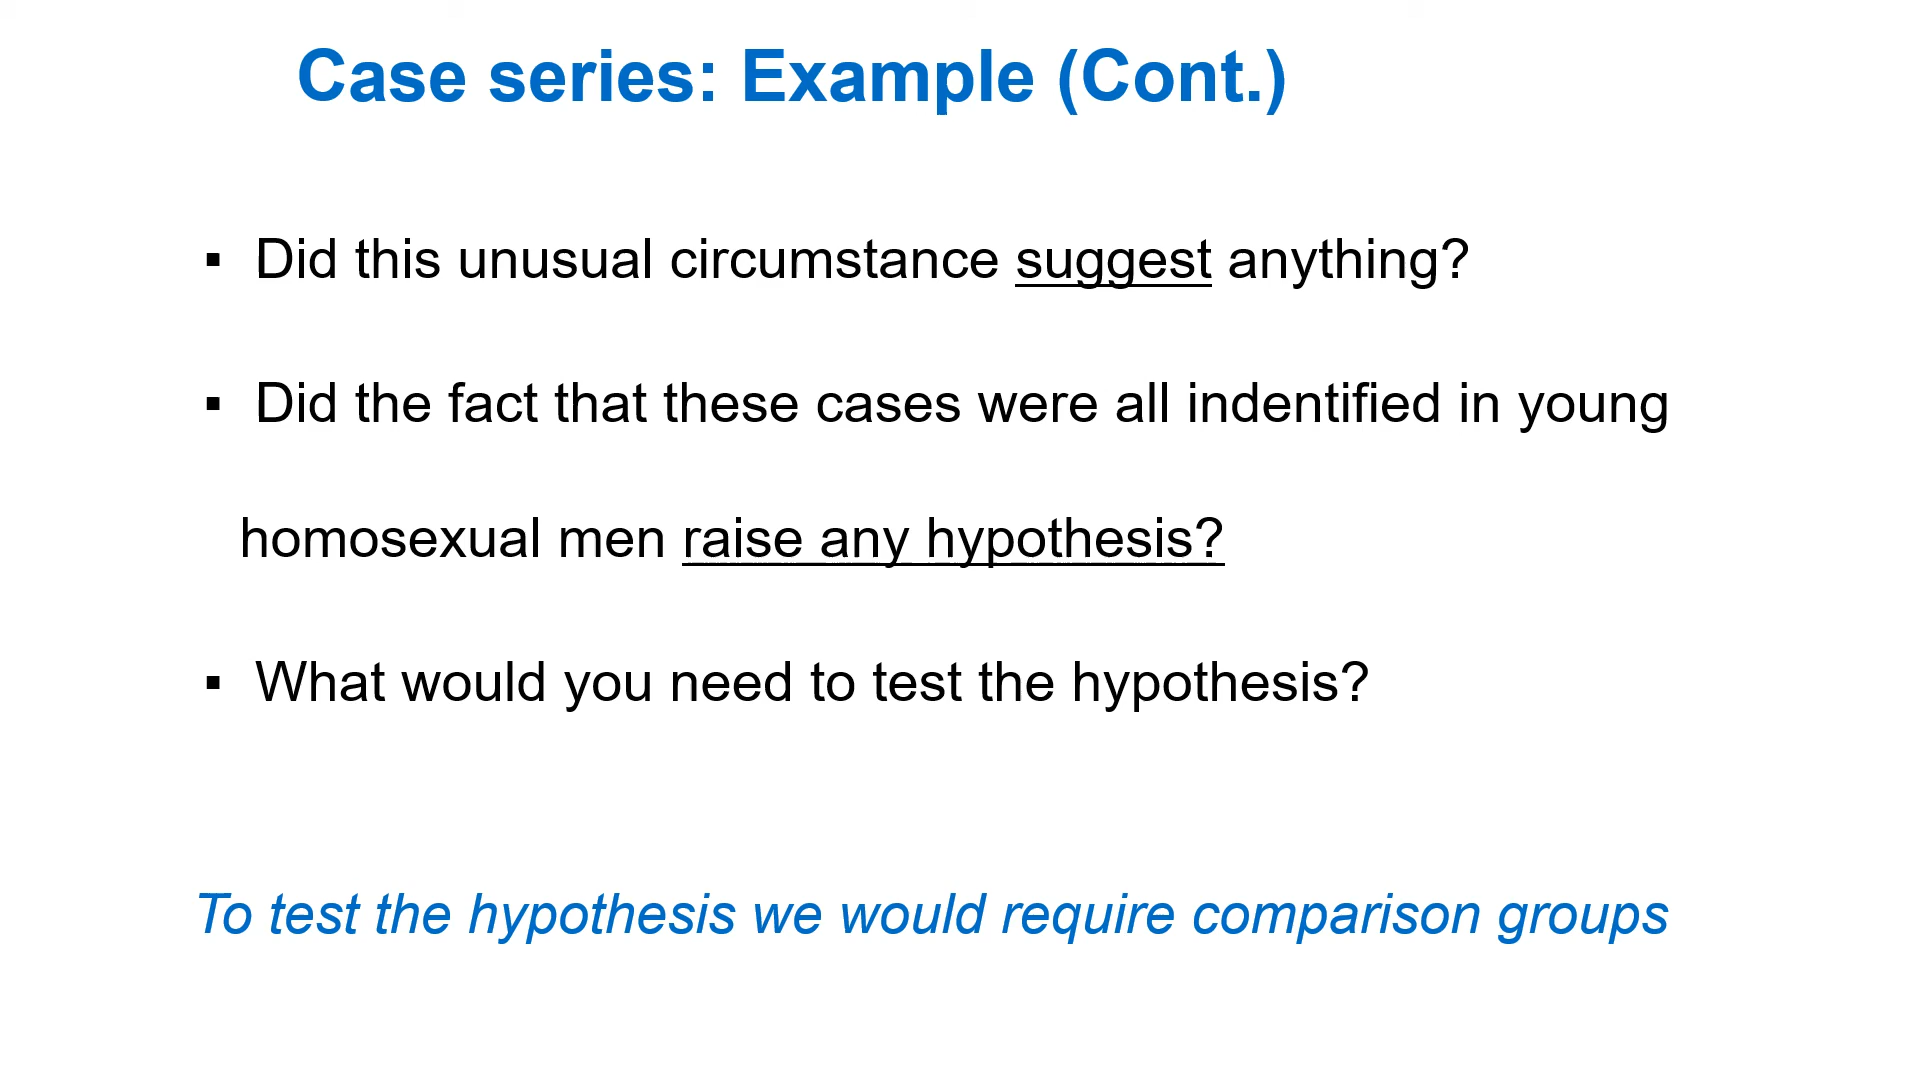 Case series: Example (Cont.)
▪ Did this unusual circumstance suggest anything?
▪ Did the fact that these cases were all indentified in young
homosexual men raise any hypothesis?
▪ What would you need to test the hypothesis?
To test the hypothesis we would require comparison groups